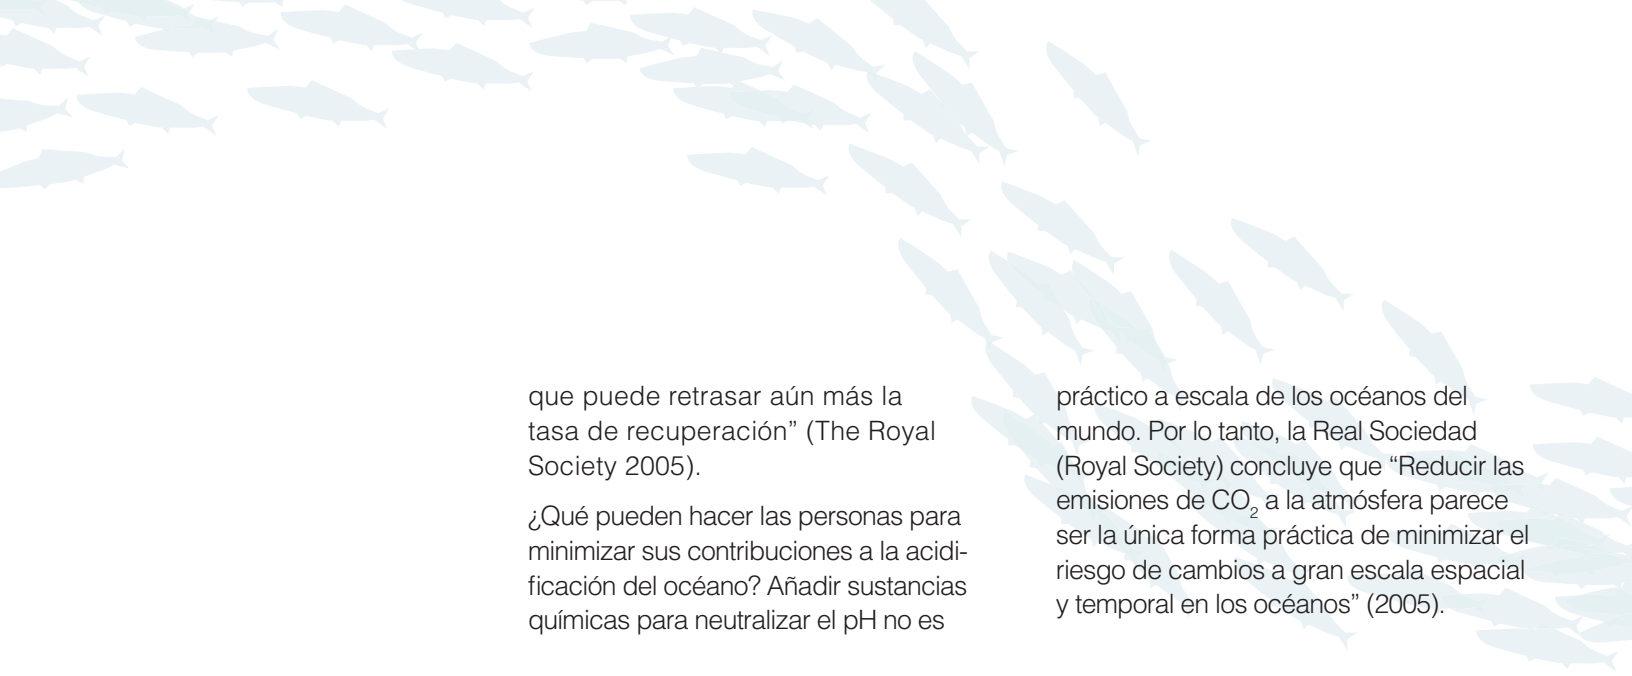 que puede retrasar aún más la
tasa de recuperación” (The Royal
Society 2005).
¿Qué pueden hacer las personas para
minimizar sus contribuciones a la acidi-
ficación del océano? Añadir sustancias
químicas para neutralizar el pH no es
práctico a escala de los océanos del
mundo. Por lo tanto, la Real Sociedad
(Royal Society) concluye que “Reducir las
emisiones de CO₂ a la atmósfera parece
ser la única forma práctica de minimizar el
riesgo de cambios a gran escala espacial
y temporal en los océanos” (2005).